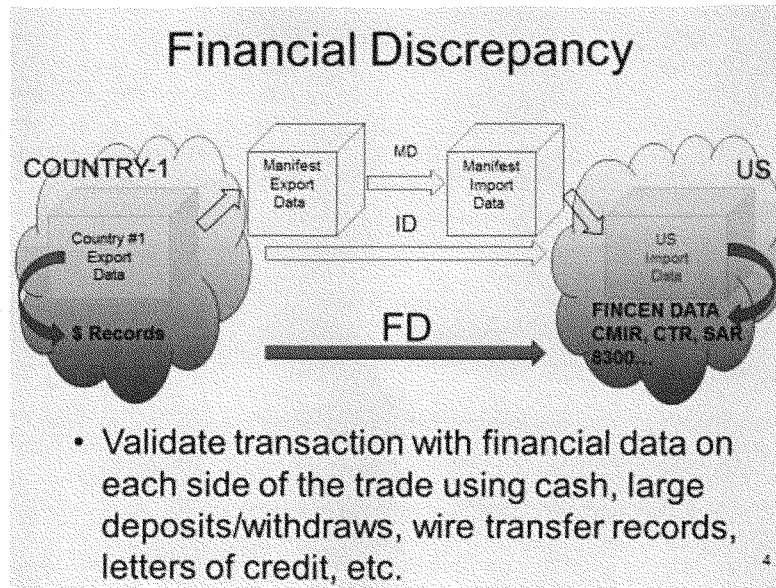 Financial Discrepancy
COUNTRY-1
Manifest
Export
Data
MD
Manifest
Import
Data
US
ID
Country #1
Export
Data
US
Import
Data
$ Records
FD
FINCEN DATA
CMIR, CTR, SAR
8300...
• Validate transaction with financial data on
each side of the trade using cash, large
deposits/withdraws, wire transfer records,
letters of credit, etc.
4